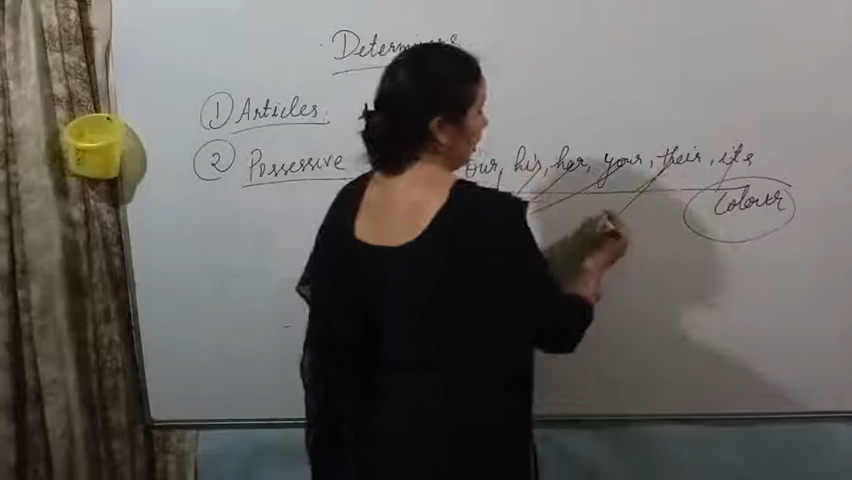 Determiners
① Articles
② Possessive our, his, her, your, their, its
Colour